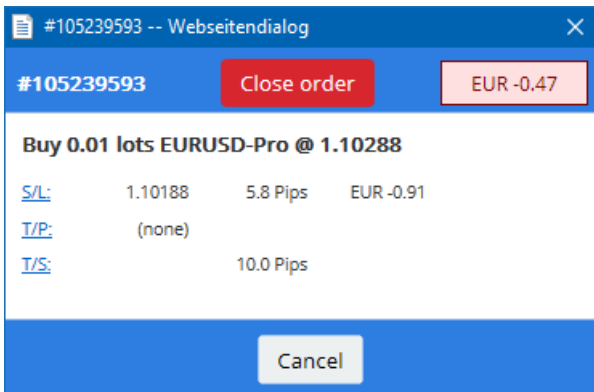 #105239593 -- Webseitendialog
#105239593 Close order EUR -0.47
Buy 0.01 lots EURUSD-Pro @ 1.10288
S/L: 1.10188 5.8 Pips EUR -0.91
T/P: (none)
T/S: 10.0 Pips
Cancel